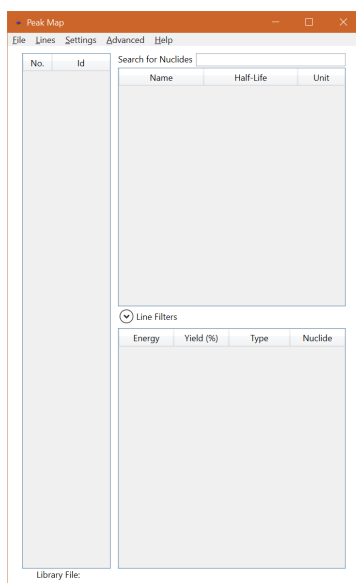 Peak Map
File Lines Settings Advanced Help
No. Id
Search for Nuclides
Name Half-Life Unit
Line Filters
Energy Yield (%) Type Nuclide
Library File: